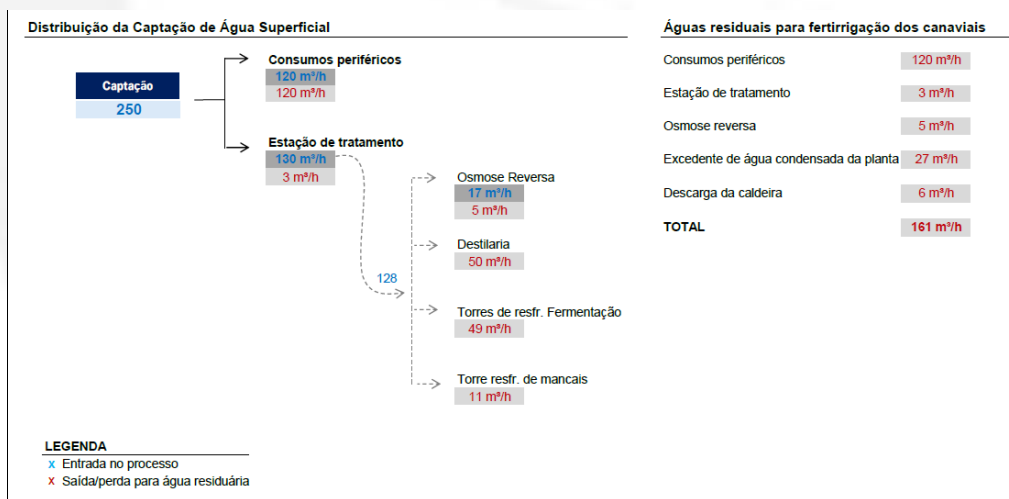 Distribuição da Captação de Água Superficial
Captação
250
Consumos periféricos
120 m³/h
120 m³/h
Estação de tratamento
130 m³/h
3 m³/h
128
Osmose Reversa
17 m³/h
5 m³/h
Destilaria
50 m³/h
Torres de resfr. Fermentação
49 m³/h
Torre resfr. de mancais
11 m³/h
LEGENDA
x Entrada no processo
x Saída/perda para água residuária
Águas residuais para fertirrigação dos canaviais
Consumos periféricos 120 m³/h
Estação de tratamento 3 m³/h
Osmose reversa 5 m³/h
Excedente de água condensada da planta 27 m³/h
Descarga da caldeira 6 m³/h
TOTAL 161 m³/h